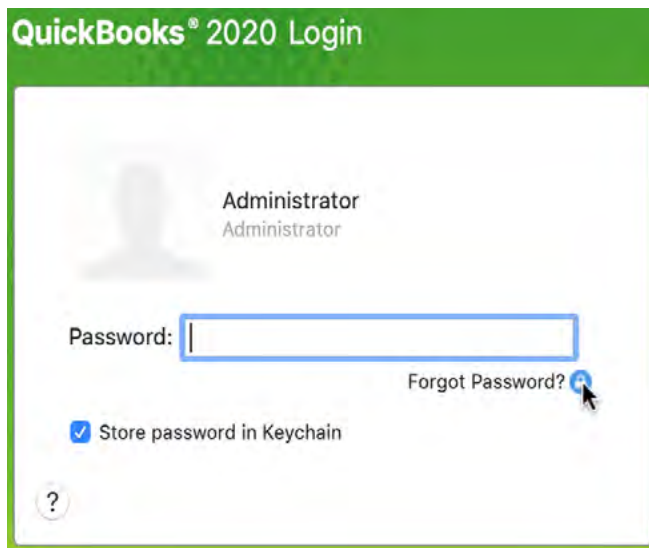 QuickBooks® 2020 Login
Administrator
Administrator
Password:
Forgot Password?
Store password in Keychain
?